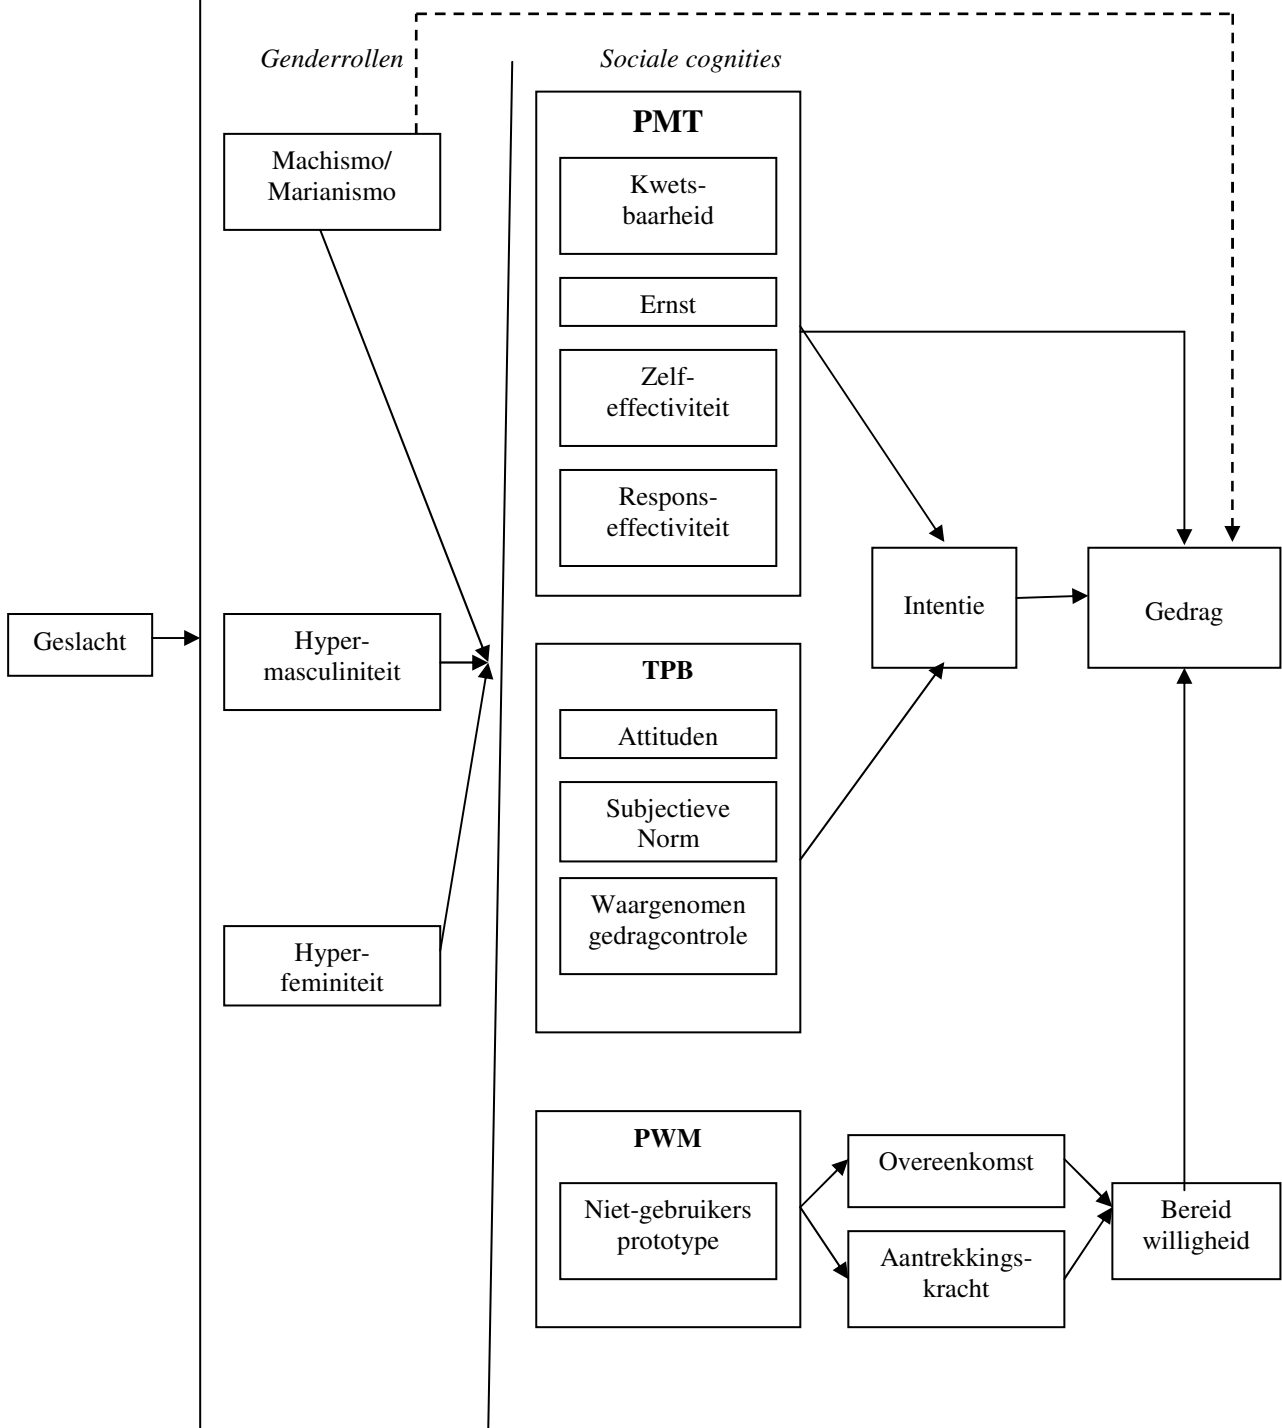 Genderrollen
Sociale cognities
Machismo/
Marianismo
PMT
Kwets-
baarheid
Ernst
Zelf-
effectiviteit
Respons-
effectiviteit
Geslacht
Hyper-
masculiniteit
Hyper-
feminiteit
TPB
Attituden
Subjectieve
Norm
Waargenomen
gedragcontrole
Intentie
Gedrag
PWM
Niet-gebruikers
prototype
Overeenkomst
Aantrekkings-
kracht
Bereid
willigheid